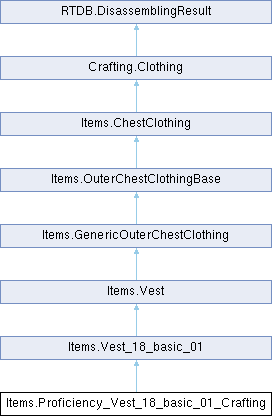 RTDB.DisassemblingResult
Crafting.Clothing
Items.ChestClothing
Items.OuterChestClothingBase
Items.GenericOuterChestClothing
Items.Vest
Items.Vest_18_basic_01
Items.Proficiency_Vest_18_basic_01_Crafting